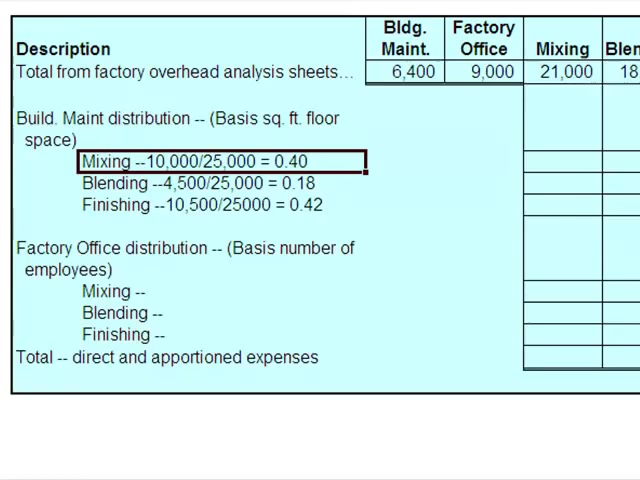 Bldg. Factory
Description Maint. Office Mixing Blen
Total from factory overhead analysis sheets… 6,400 9,000 21,000 18
Build. Maint distribution -- (Basis sq. ft. floor
space)
Mixing --10,000/25,000 = 0.40
Blending --4,500/25,000 = 0.18
Finishing --10,500/25000 = 0.42
Factory Office distribution -- (Basis number of
employees)
Mixing --
Blending --
Finishing --
Total -- direct and apportioned expenses